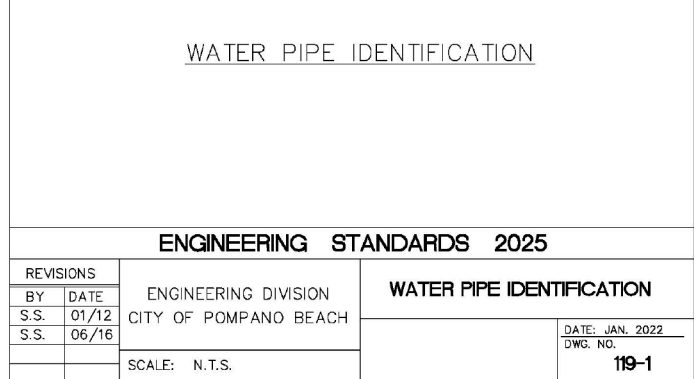 WATER PIPE IDENTIFICATION
ENGINEERING STANDARDS 2025
REVISIONS
BY DATE
S.S. 01/12
S.S. 06/16
ENGINEERING DIVISION
CITY OF POMPANO BEACH
SCALE: N.T.S.
WATER PIPE IDENTIFICATION
DATE: JAN. 2022
DWG. NO.
119-1